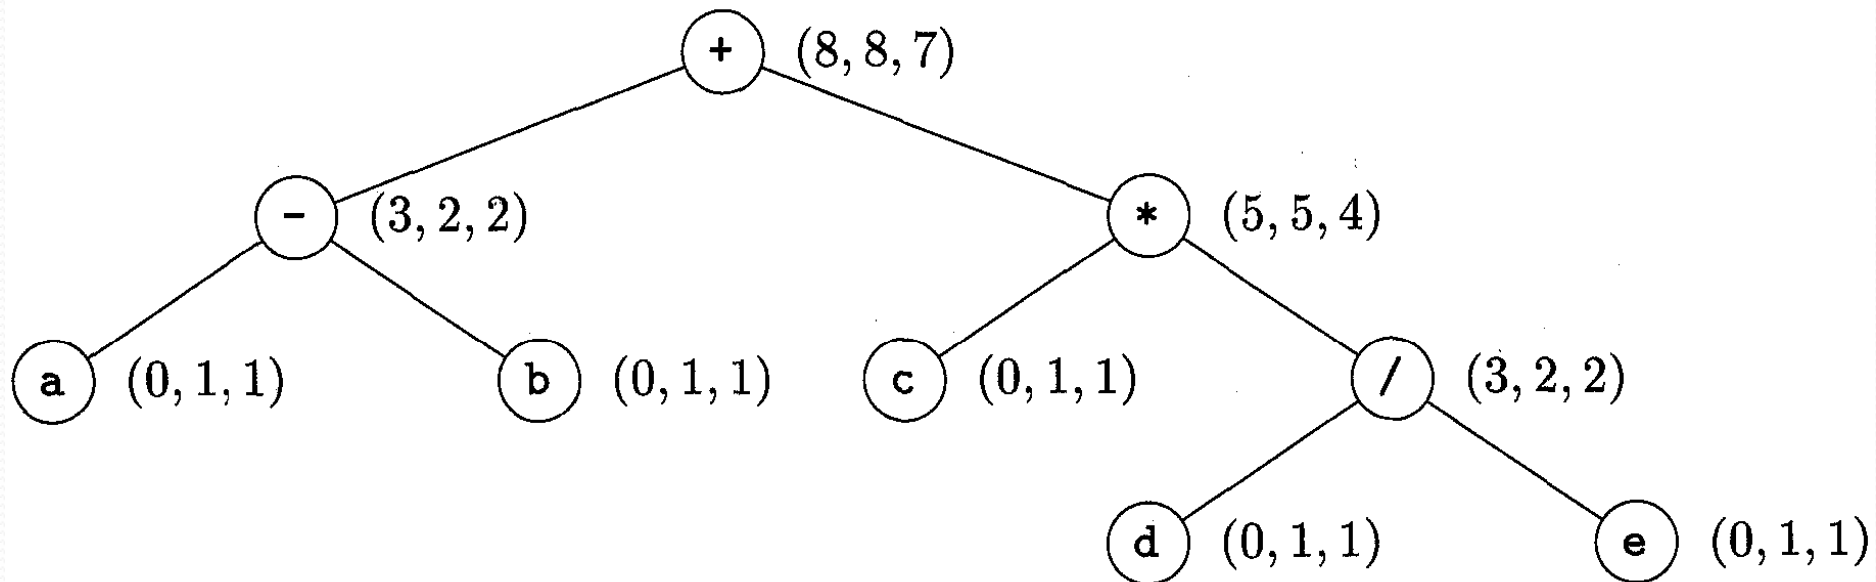 + (8, 8, 7)
- (3, 2, 2) * (5, 5, 4)
a (0, 1, 1) b (0, 1, 1) c (0, 1, 1) / (3, 2, 2)
d (0, 1, 1) e (0, 1, 1)